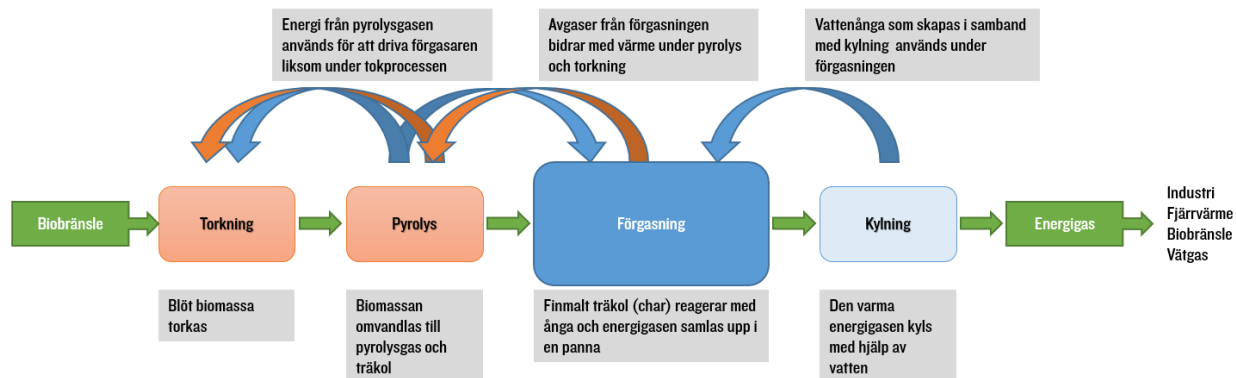 Energi från pyrolysgasen
används för att driva förgasaren
liksom under tokprocessen
Avgaser från förgasningen
bidrar med värme under pyrolys
och torkning
Vattenånga som skapas i samband
med kylning används under
förgasningen
Biobränsle
Torkning
Pyrolys
Förgasning
Kylning
Energigas
Industri
Fjärrvärme
Biobränsle
Vätgas
Blöt biomassa
torkas
Biomassan
omvandlas till
pyrolysgas och
träkol
Finmalt träkol (char) reagerar med
ånga och energigasen samlas upp i
en panna
Den varma
energigasen kyls
med hjälp av
vatten